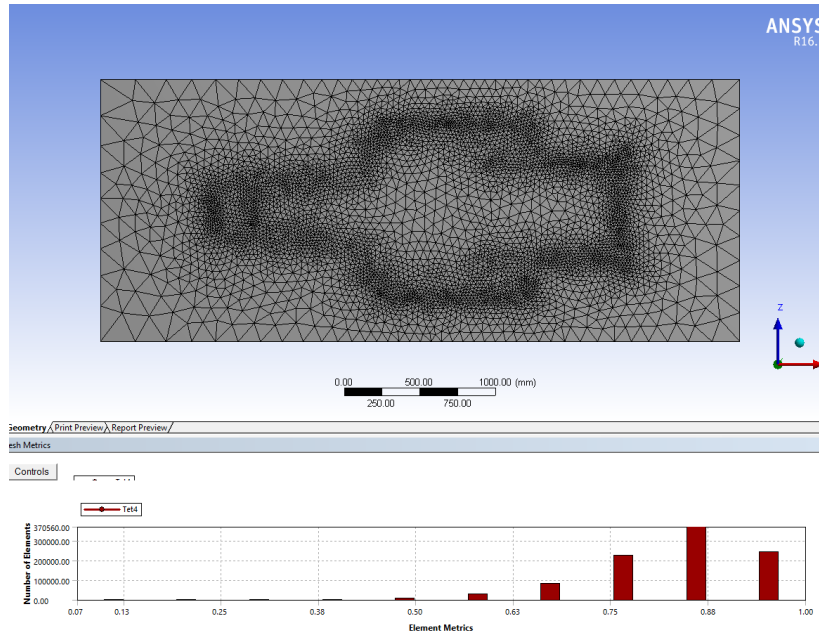 ANSYS
R16.
Z
0.00 500.00 1000.00 (mm)
250.00 750.00
Geometry Print Preview Report Preview
esh Metrics
Controls
Tet4
Number of Elements
370560.00
300000.00
200000.00
100000.00
0.00
0.07 0.13 0.25 0.38 0.50 0.63 0.75 0.88 1.00
Element Metrics